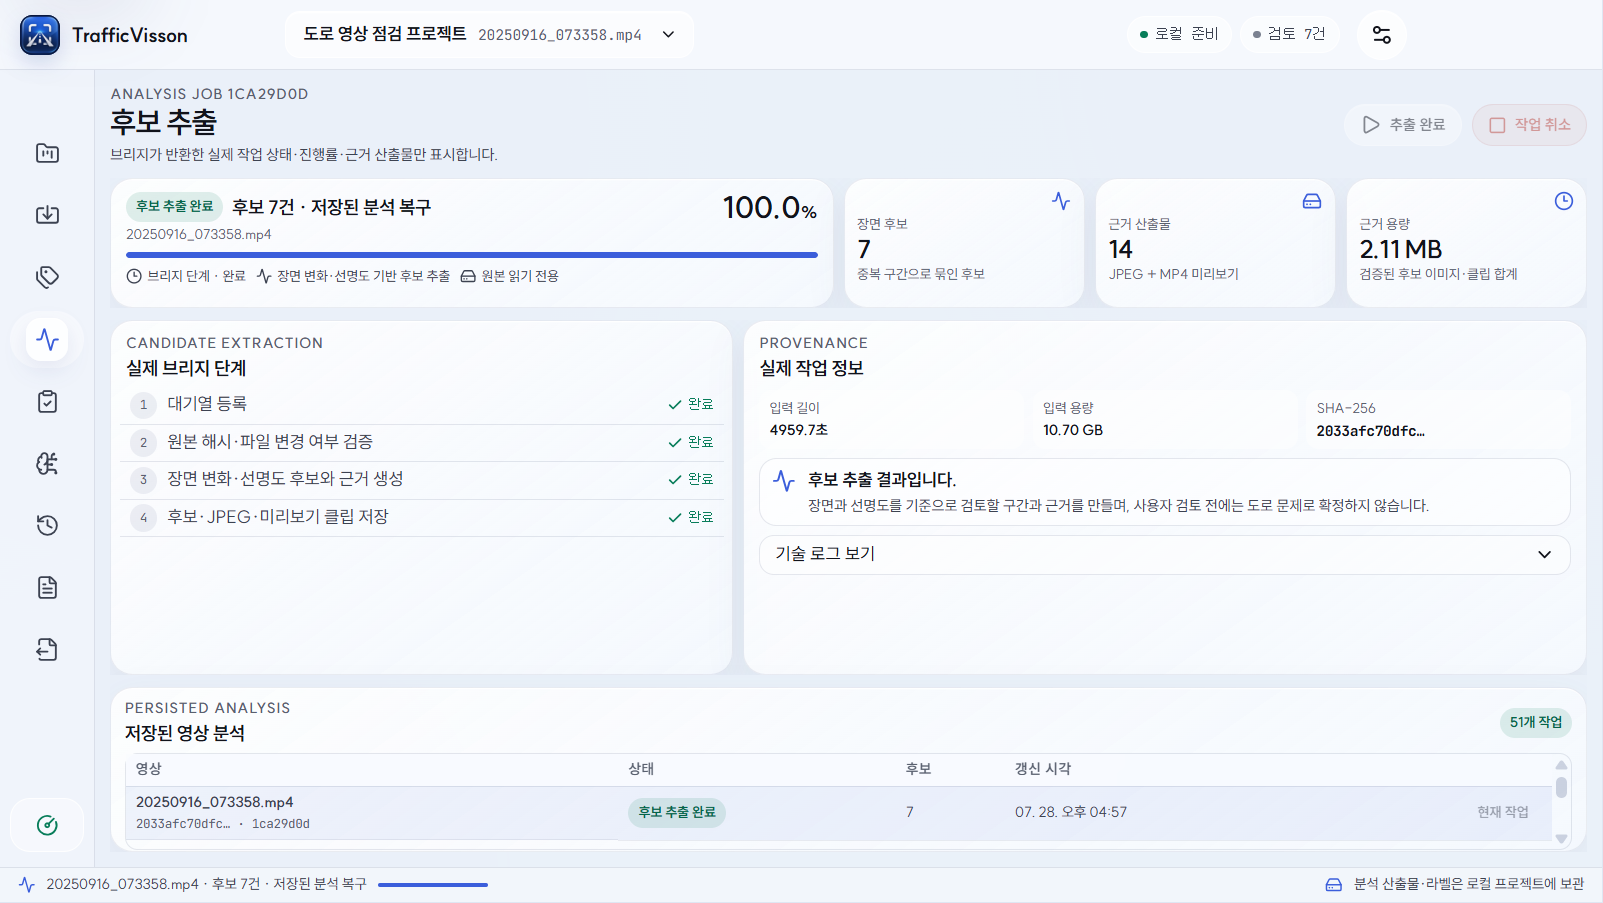 TrafficVisson
도로 영상 점검 프로젝트 20250916_073358.mp4
로컬 준비
검토 7건
ANALYSIS JOB 1CA29D0D
후보 추출
브리지가 반환한 실제 작업 상태·진행률·근거 산출물만 표시합니다.
추출 완료
작업 취소
후보 추출 완료 후보 7건 · 저장된 분석 복구
100.0%
20250916_073358.mp4
브리지 단계 · 완료 장면 변화·선명도 기반 후보 추출 원본 읽기 전용
장면 후보
7
중복 구간으로 묶인 후보
근거 산출물
14
JPEG + MP4 미리보기
근거 용량
2.11 MB
검증된 후보 이미지·클립 합계
CANDIDATE EXTRACTION
실제 브리지 단계
1 대기열 등록 완료
2 원본 해시·파일 변경 여부 검증 완료
3 장면 변화·선명도 후보와 근거 생성 완료
4 후보·JPEG·미리보기 클립 저장 완료
PROVENANCE
실제 작업 정보
입력 길이
4959.7초
입력 용량
10.70 GB
SHA-256
2033afc70dfc…
후보 추출 결과입니다.
장면과 선명도를 기준으로 검토할 구간과 근거를 만들며, 사용자 검토 전에는 도로 문제로 확정하지 않습니다.
기술 로그 보기
PERSISTED ANALYSIS
저장된 영상 분석
51개 작업
영상 상태 후보 갱신 시각
20250916_073358.mp4
2033afc70dfc… · 1ca29d0d
후보 추출 완료 7 07. 28. 오후 04:57 현재 작업
20250916_073358.mp4 · 후보 7건 · 저장된 분석 복구
분석 산출물·라벨은 로컬 프로젝트에 보관